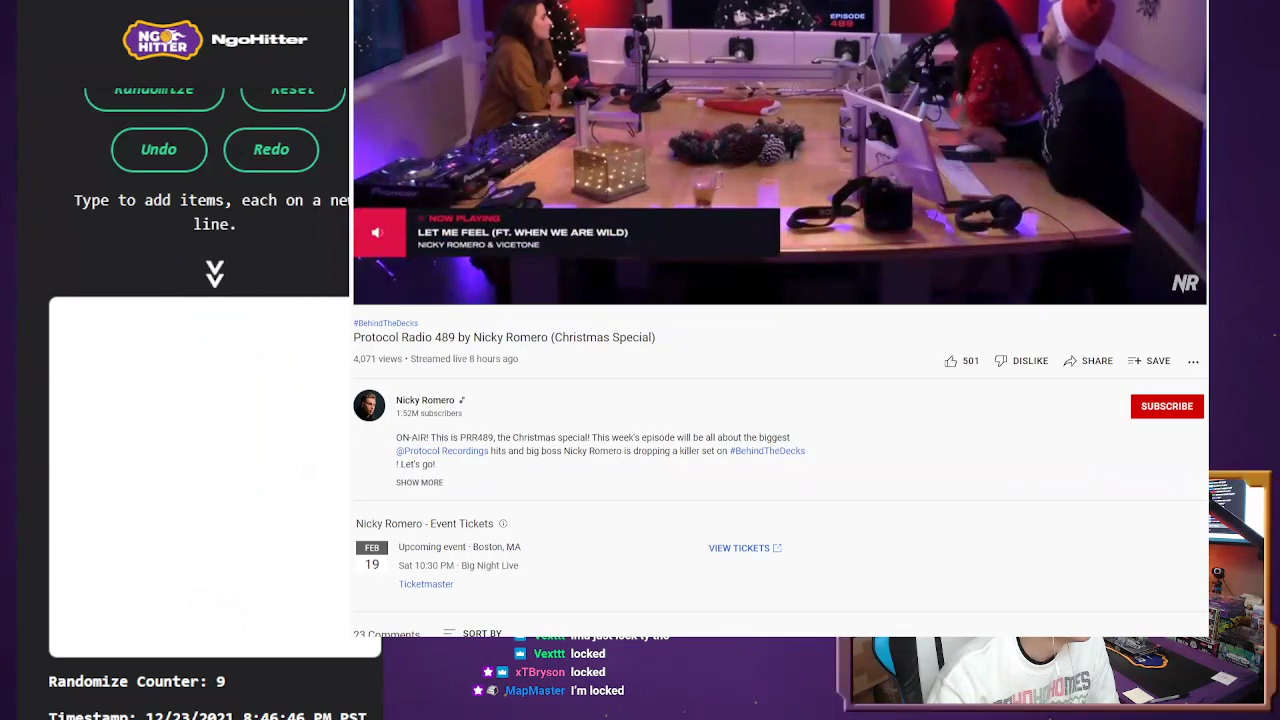 NGO HITTER
NgoHitter
Randomize
Reset
Undo
Redo
Type to add items, each on a new
line.
Randomize Counter: 9
Timestamp: 12/23/2021 8:46:46 PM PST
EPISODE
489
Pioneer
NOW PLAYING
LET ME FEEL (FT. WHEN WE ARE WILD)
NICKY ROMERO & VICETONE
NR
#BehindTheDecks
Protocol Radio 489 by Nicky Romero (Christmas Special)
4,071 views • Streamed live 8 hours ago
501
DISLIKE
SHARE
SAVE
Nicky Romero
1.52M subscribers
SUBSCRIBE
ON-AIR! This is PRR489, the Christmas special! This week's episode will be all about the biggest
@Protocol Recordings hits and big boss Nicky Romero is dropping a killer set on #BehindTheDecks
! Let's go!
SHOW MORE
Nicky Romero - Event Tickets
FEB
19
Upcoming event · Boston, MA
Sat 10:30 PM · Big Night Live
Ticketmaster
VIEW TICKETS
23 Comments
SORT BY
Vexttt
Vexttt locked
xTBryson locked
MapMaster I'm locked